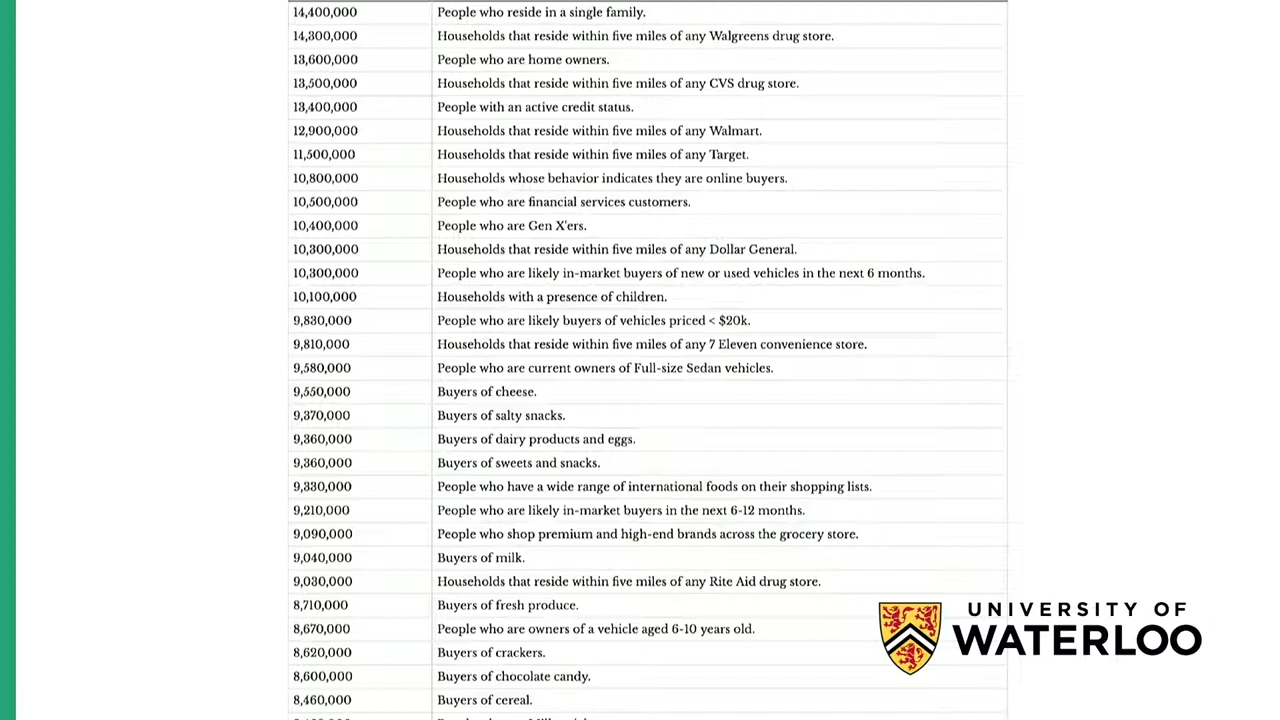 14,400,000 People who reside in a single family.
14,300,000 Households that reside within five miles of any Walgreens drug store.
13,600,000 People who are home owners.
13,500,000 Households that reside within five miles of any CVS drug store.
13,400,000 People with an active credit status.
12,900,000 Households that reside within five miles of any Walmart.
11,500,000 Households that reside within five miles of any Target.
10,800,000 Households whose behavior indicates they are online buyers.
10,500,000 People who are financial services customers.
10,400,000 People who are Gen X'ers.
10,300,000 Households that reside within five miles of any Dollar General.
10,300,000 People who are likely in-market buyers of new or used vehicles in the next 6 months.
10,100,000 Households with a presence of children.
9,830,000 People who are likely buyers of vehicles priced < $20k.
9,810,000 Households that reside within five miles of any 7 Eleven convenience store.
9,580,000 People who are current owners of Full-size Sedan vehicles.
9,550,000 Buyers of cheese.
9,370,000 Buyers of salty snacks.
9,360,000 Buyers of dairy products and eggs.
9,360,000 Buyers of sweets and snacks.
9,330,000 People who have a wide range of international foods on their shopping lists.
9,210,000 People who are likely in-market buyers in the next 6-12 months.
9,090,000 People who shop premium and high-end brands across the grocery store.
9,040,000 Buyers of milk.
9,030,000 Households that reside within five miles of any Rite Aid drug store.
8,710,000 Buyers of fresh produce.
8,670,000 People who are owners of a vehicle aged 6-10 years old.
8,620,000 Buyers of crackers.
8,600,000 Buyers of chocolate candy.
8,460,000 Buyers of cereal.
UNIVERSITY OF
WATERLOO